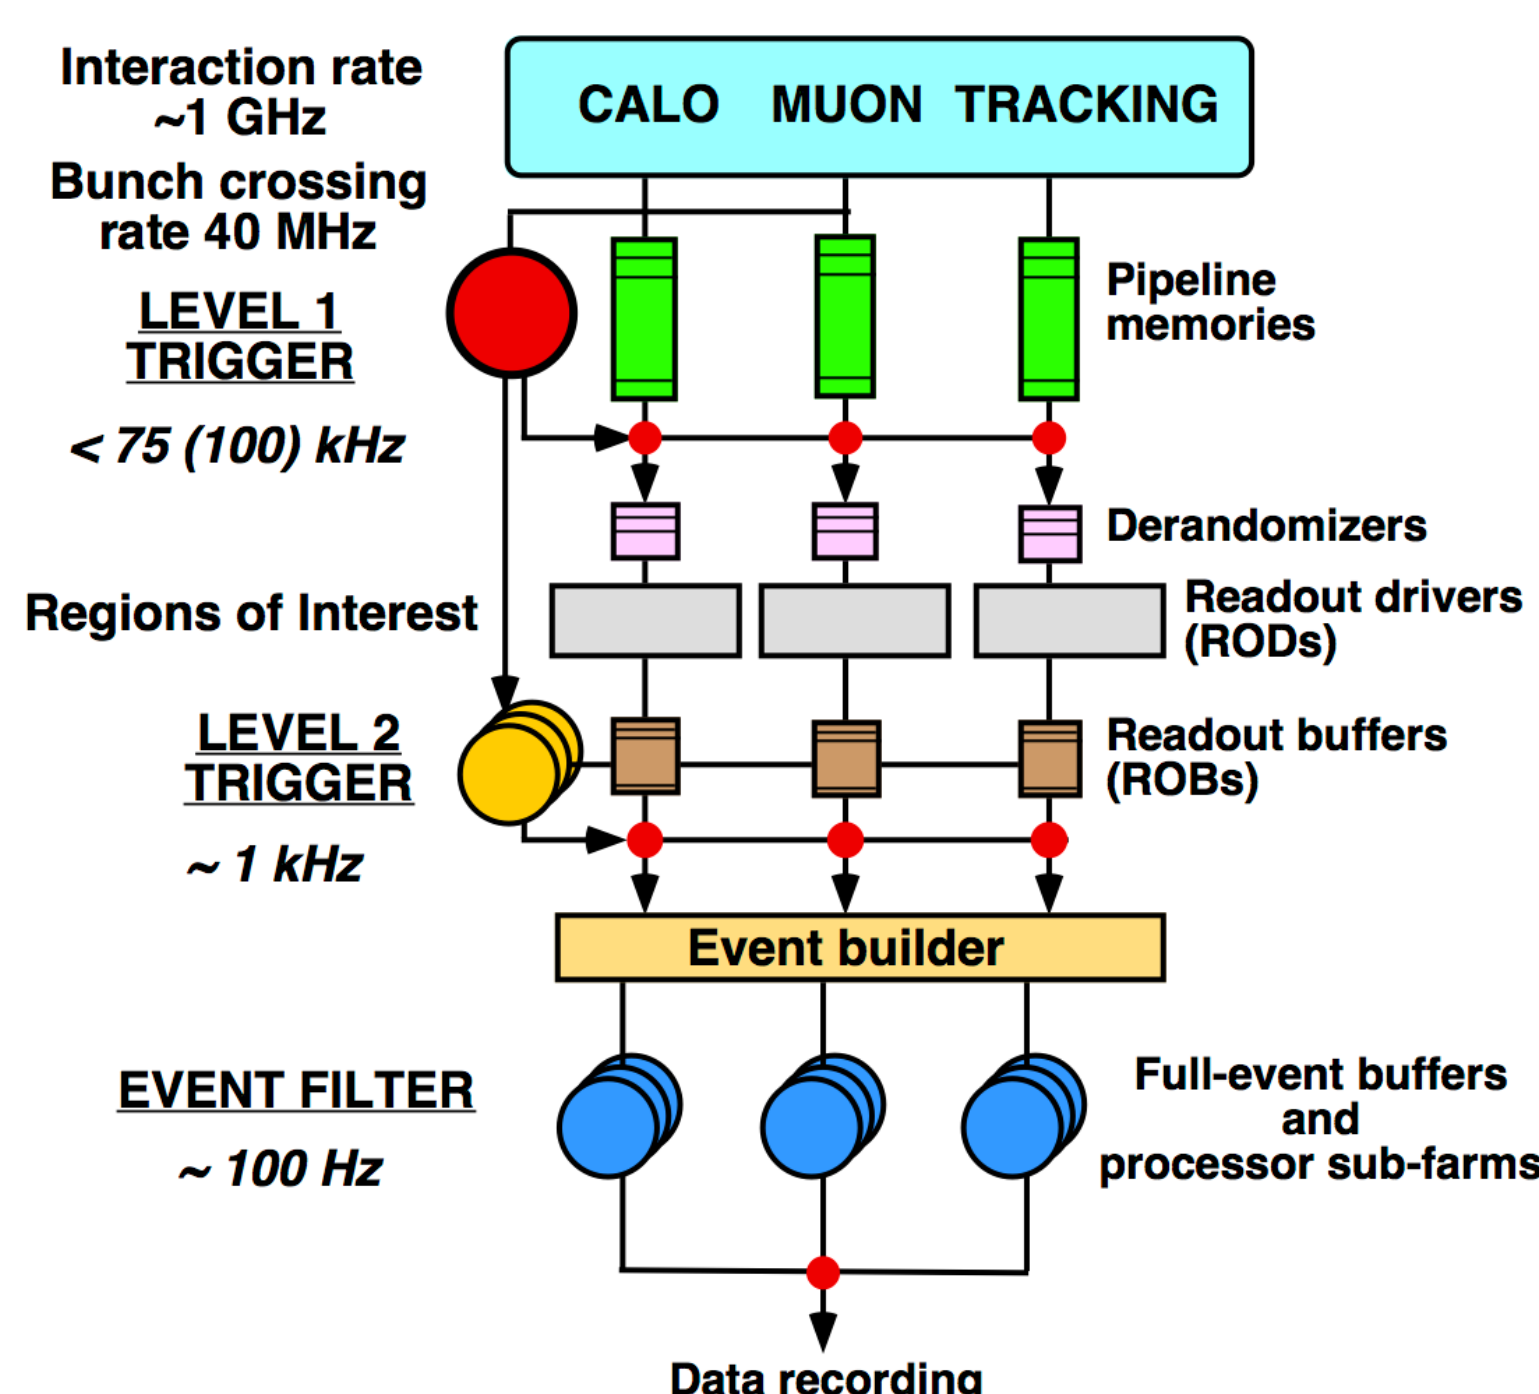 Interaction rate
~1 GHz
Bunch crossing
rate 40 MHz
CALO MUON TRACKING
LEVEL 1
TRIGGER
< 75 (100) kHz
Pipeline
memories
Derandomizers
Regions of Interest
Readout drivers
(RODs)
LEVEL 2
TRIGGER
~ 1 kHz
Readout buffers
(ROBs)
Event builder
EVENT FILTER
~ 100 Hz
Full-event buffers
and
processor sub-farms
Data recording